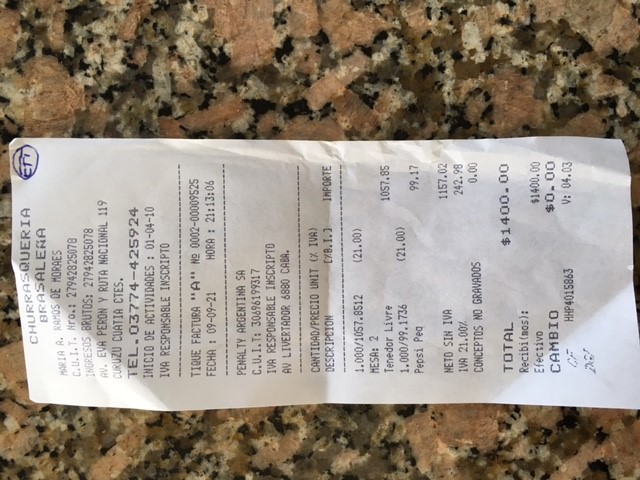 CHURRASQUERIA
BRASALEÑA
MARIA A. RAMOS DE MORAES
C.U.I.T. Nro.: 27942825078
INGRESOS BRUTOS: 27942825078
AV. EVA PERON Y RUTA NACIONAL 119
CURUZU CUATIA CTES.
TEL.03774-425924
INICIO DE ACTIVIDADES : 01-04-10
IVA RESPONSABLE INSCRIPTO
TIQUE FACTURA "A" Nº 0002-00009525
FECHA : 09-09-21 HORA : 21:13:06
PENALTY ARGENTINA SA
C.U.I.T: 30696199317
IVA RESPONSABLE INSCRIPTO
AV LIVERTADOR 6880 CABA.
CANTIDAD/PRECIO UNIT (% IVA)
DESCRIPCION [%B.I.] IMPORTE
1.000/1057.8512 (21.00)
MESA: 2
Tenedor Livre 1057.85
1.000/99.1736 (21.00)
Pepsi Peq 99.17
NETO SIN IVA 1157.02
IVA 21.00% 242.98
CONCEPTOS NO GRAVADOS 0.00
TOTAL $1400.00
Recibi(mos):
Efectivo $1400.00
CAMBIO $0.00
CF HHP4015863 V: 04.03